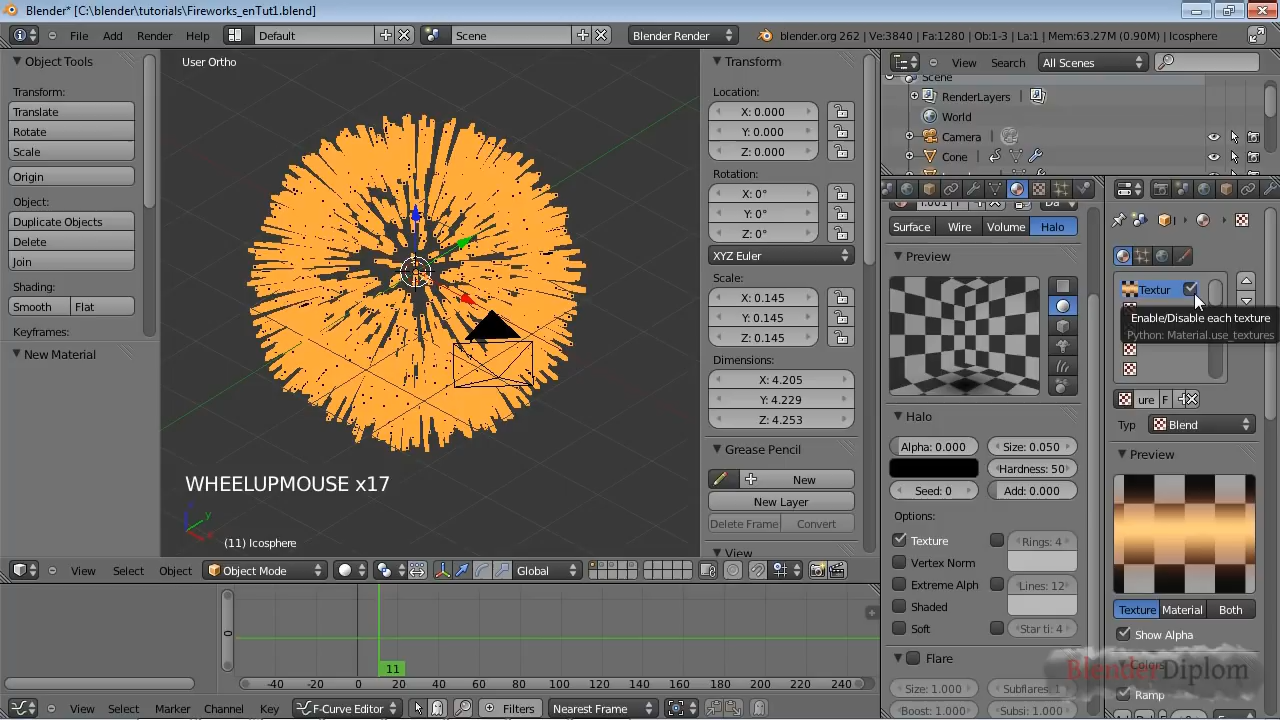 Blender* [C:\blender\tutorials\Fireworks_enTut1.blend]
File Add Render Help Default Scene Blender Render blender.org 262 | Ve:3840 | Fa:1280 | Ob:1-3 | La:1 | Mem:63.27M (0.90M) | Icosphere
Object Tools
Transform:
Translate
Rotate
Scale
Origin
Object:
Duplicate Objects
Delete
Join
Shading:
Smooth Flat
Keyframes:
New Material
User Ortho
WHEELUPMOUSE x17
y
(11) Icosphere
Transform
Location:
X: 0.000
Y: 0.000
Z: 0.000
Rotation:
X: 0°
Y: 0°
Z: 0°
XYZ Euler
Scale:
X: 0.145
Y: 0.145
Z: 0.145
Dimensions:
X: 4.205
Y: 4.229
Z: 4.253
Grease Pencil
New
New Layer
Delete Frame Convert
View
View Search All Scenes
Scene
RenderLayers |
World
Camera |
Cone
F
Surface Wire Volume Halo
Preview
Halo
Alpha: 0.000 Size: 0.050
Hardness: 50
Seed: 0 Add: 0.000
Options:
Texture Rings: 4
Vertex Norm
Extreme Alph Lines: 12
Shaded
Soft Star ti: 4
Flare
Size: 1.000 Subflares: 1
Boost: 1.000 Subsi: 1.000
Textur
Enable/Disable each texture
Python: Material.use_textures
ure F
Typ Blend
Preview
Texture Material Both
Show Alpha
Colors
Ramp
BlenderDiplom
View Select Object Object Mode Global
0
11
-40 -20 0 20 40 60 80 100 120 140 160 180 200 220 240
View Select Marker Channel Key F-Curve Editor Filters Nearest Frame